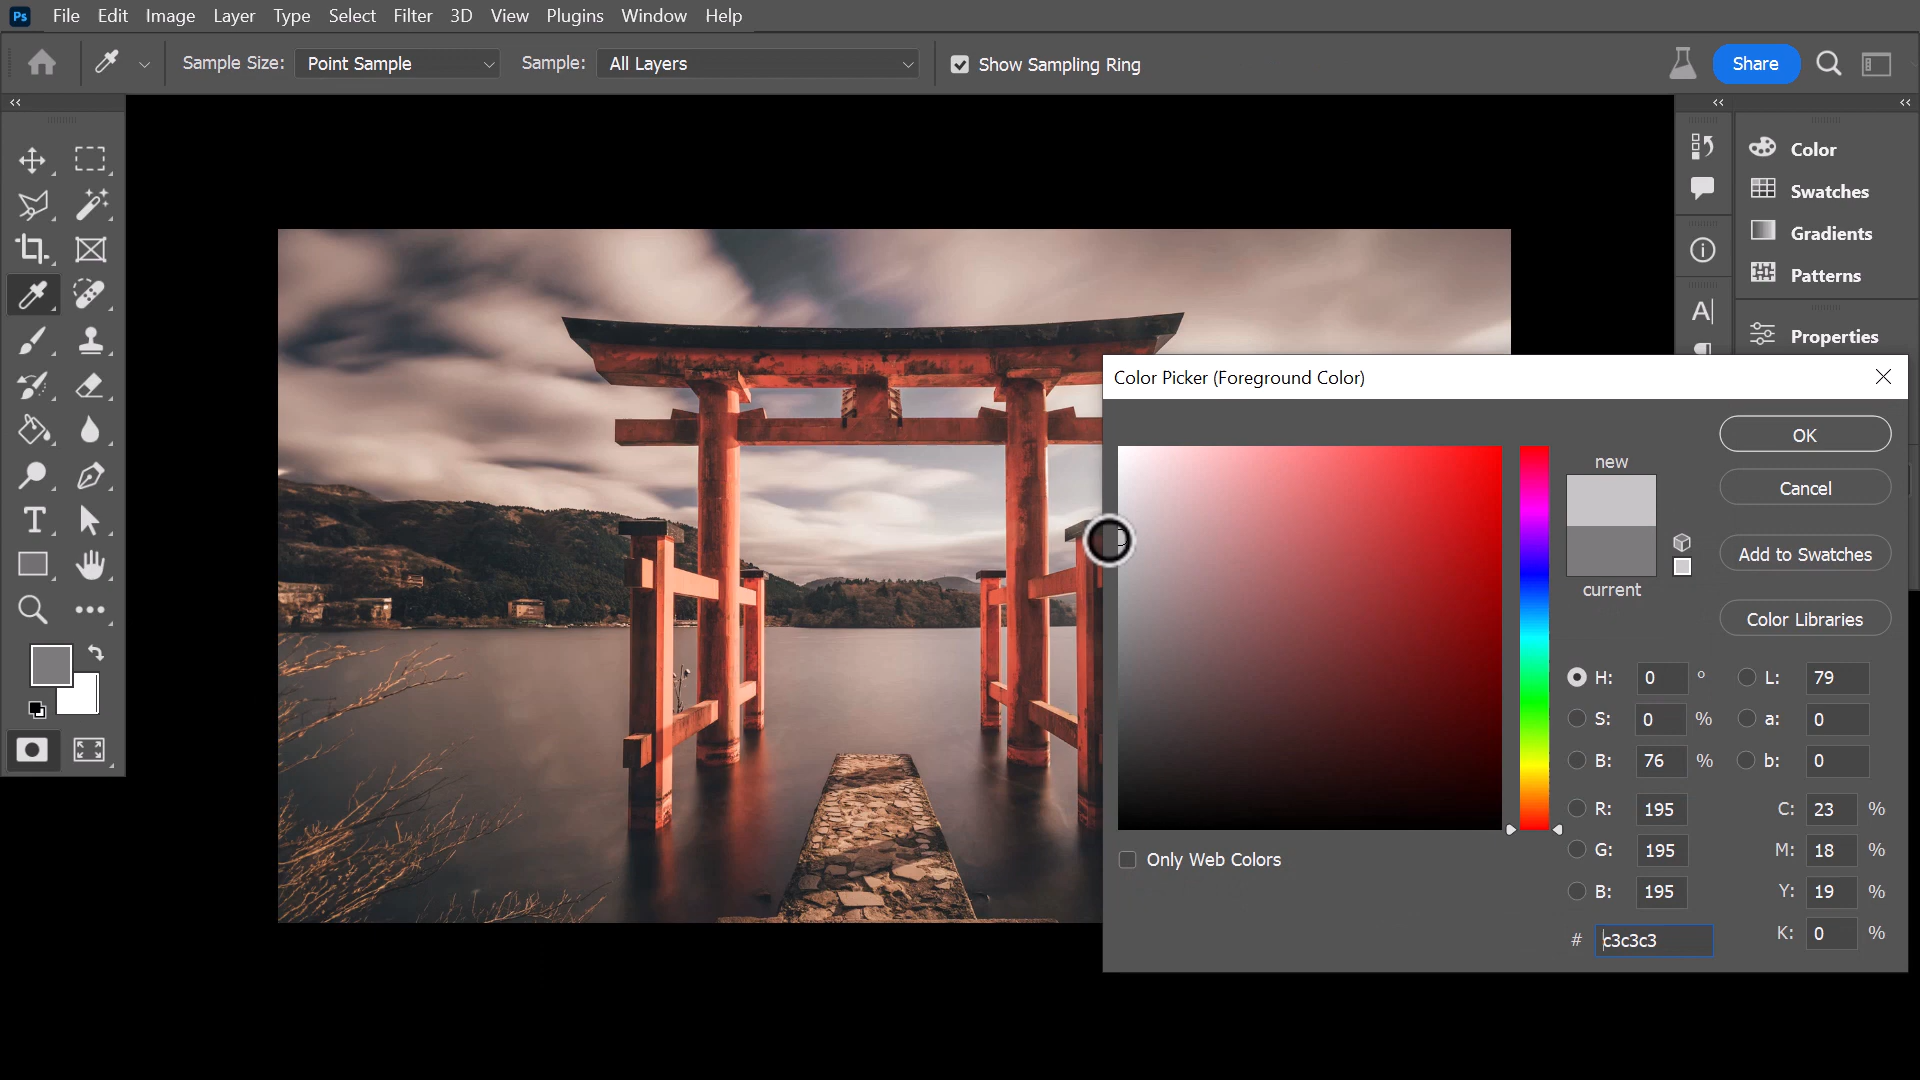 Ps File Edit Image Layer Type Select Filter 3D View Plugins Window Help
Sample Size: Point Sample Sample: All Layers Show Sampling Ring Share
Color
Swatches
Gradients
Patterns
A
Properties
Color Picker (Foreground Color)
OK
new
Cancel
Add to Swatches
current
Color Libraries
H: 0 ° L: 79
S: 0 % a: 0
B: 76 % b: 0
R: 195 C: 23 %
G: 195 M: 18 %
B: 195 Y: 19 %
# c3c3c3 K: 0 %
Only Web Colors
T